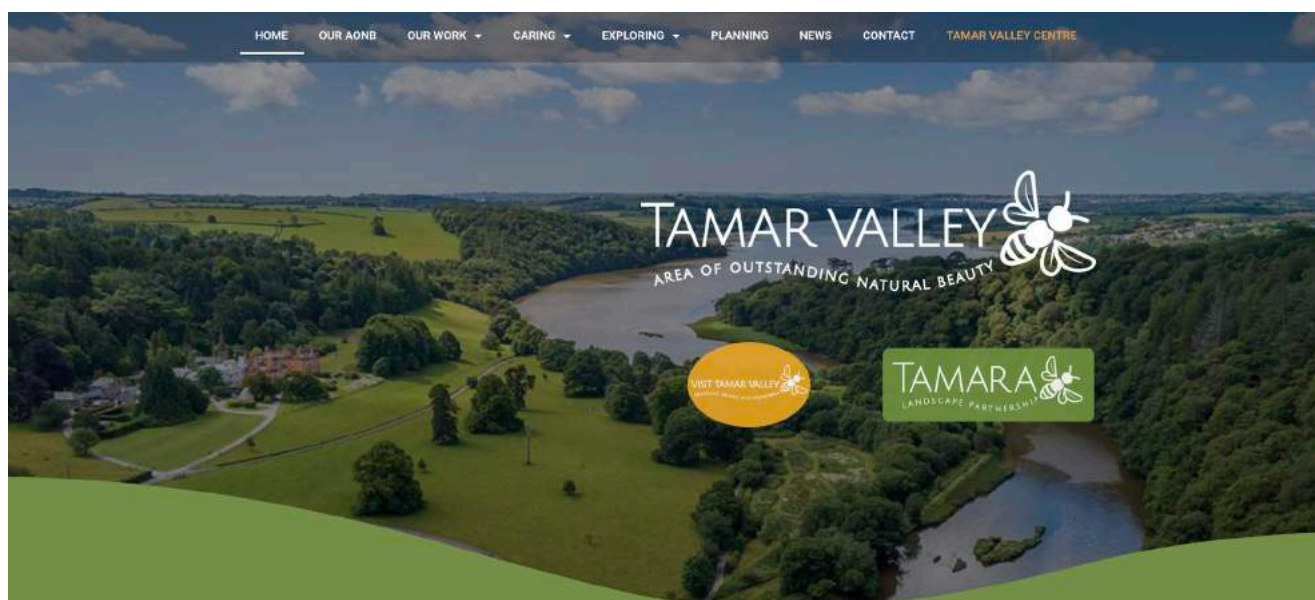 HOME OUR AONB OUR WORK CARING EXPLORING PLANNING NEWS CONTACT TAMAR VALLEY CENTRE
TAMAR VALLEY
AREA OF OUTSTANDING NATURAL BEAUTY
VISIT TAMAR VALLEY
TAMARA
LANDSCAPE PARTNERSHIP